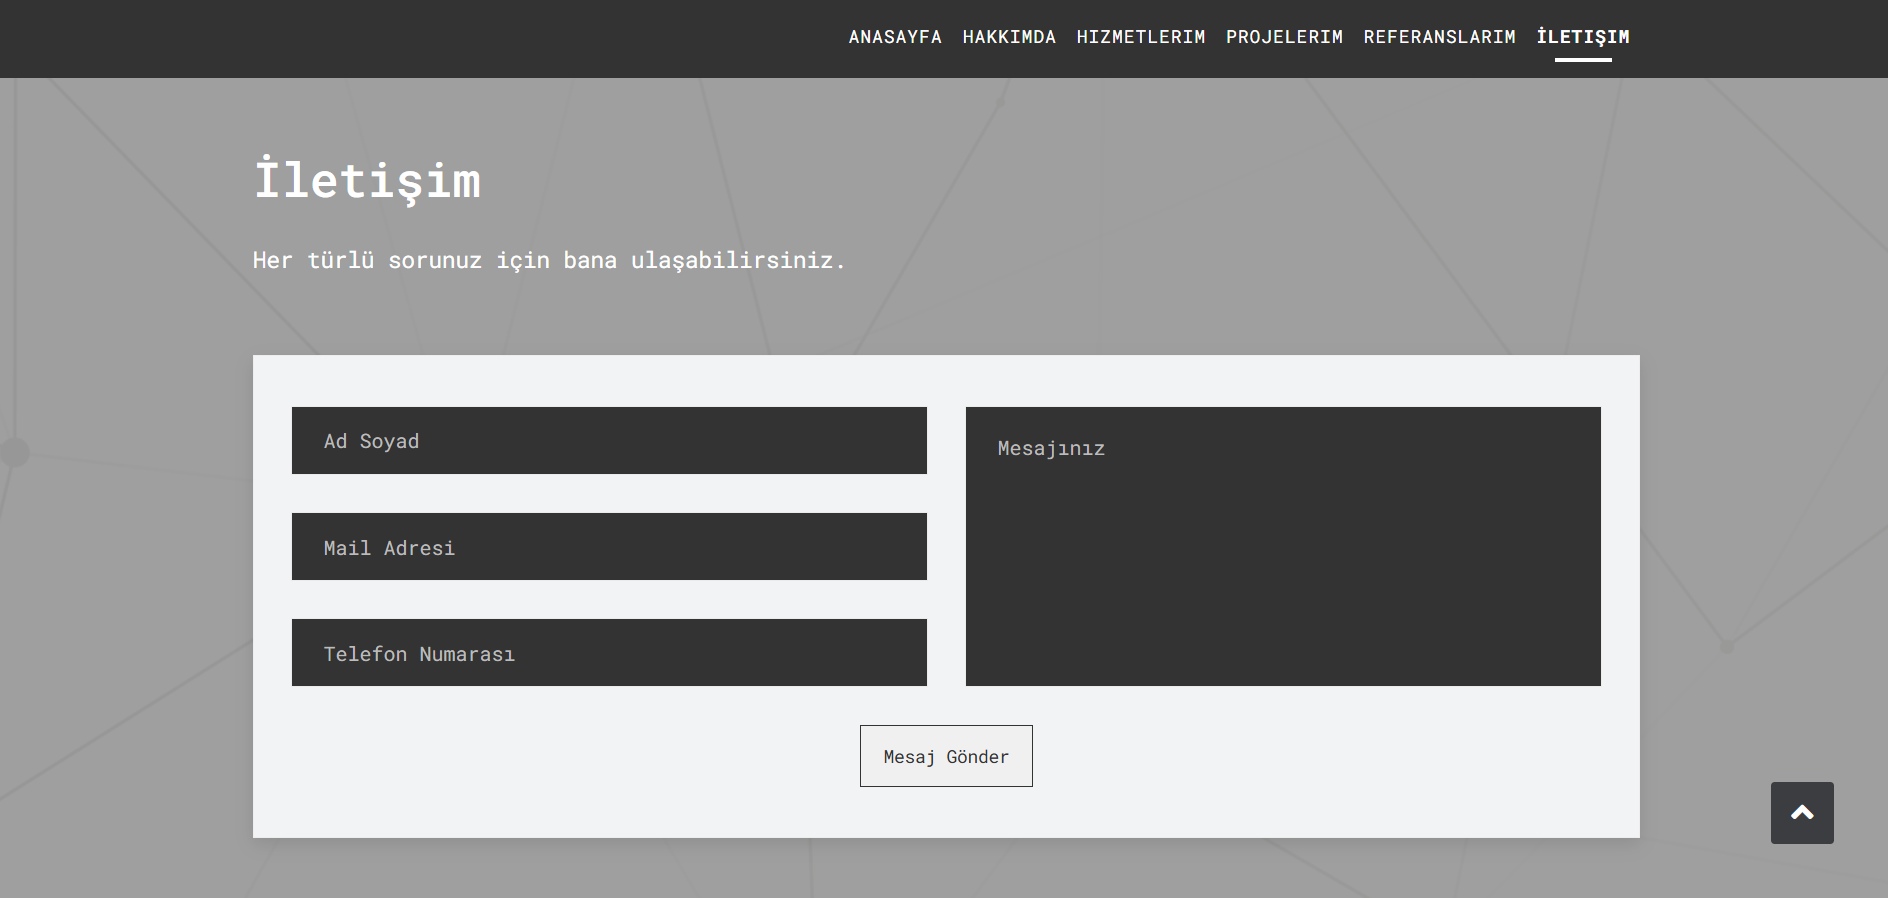 ANASAYFA HAKKIMDA HIZMETLERIM PROJELERIM REFERANSLARIM İLETIŞIM
İletişim
Her türlü sorunuz için bana ulaşabilirsiniz.
Ad Soyad
Mail Adresi
Telefon Numarası
Mesajınız
Mesaj Gönder